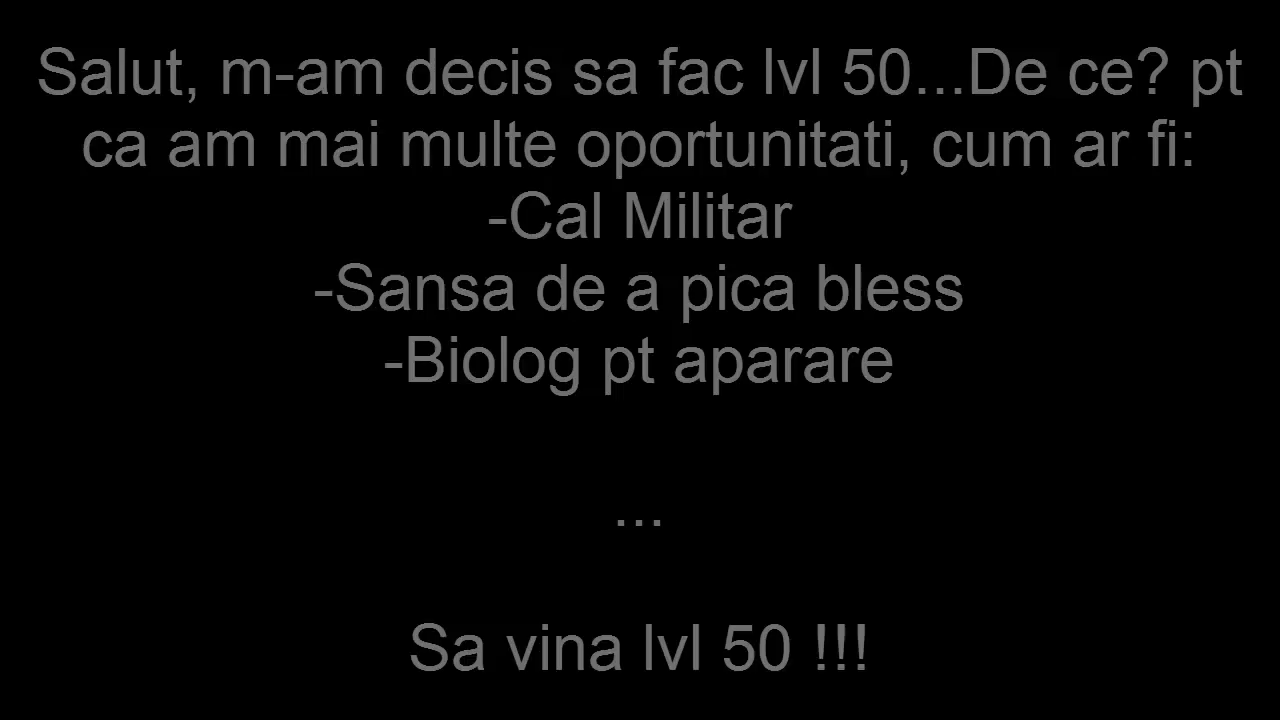 Salut, m-am decis sa fac lvl 50...De ce? pt
ca am mai multe oportunitati, cum ar fi:
-Cal Militar
-Sansa de a pica bless
-Biolog pt aparare
...
Sa vina lvl 50 !!!